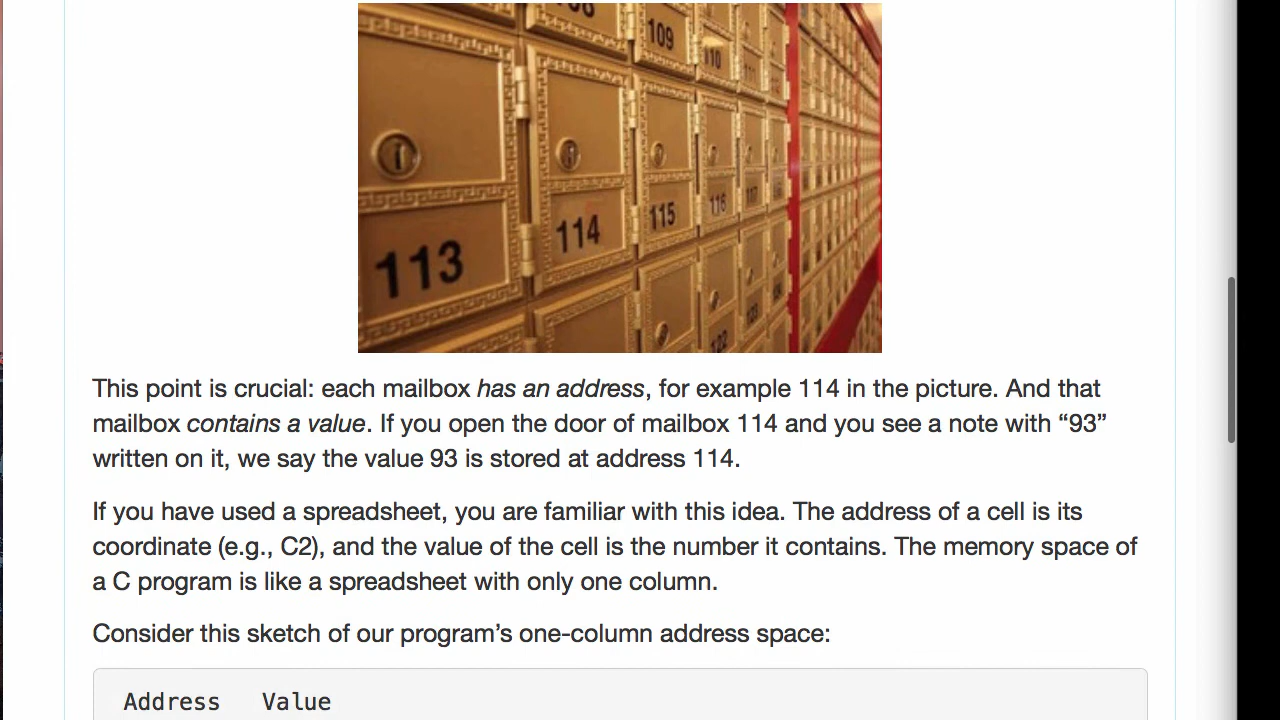 109
110
113
114
115
116
117
122
This point is crucial: each mailbox has an address, for example 114 in the picture. And that
mailbox contains a value. If you open the door of mailbox 114 and you see a note with “93”
written on it, we say the value 93 is stored at address 114.
If you have used a spreadsheet, you are familiar with this idea. The address of a cell is its
coordinate (e.g., C2), and the value of the cell is the number it contains. The memory space of
a C program is like a spreadsheet with only one column.
Consider this sketch of our program’s one-column address space:
Address Value